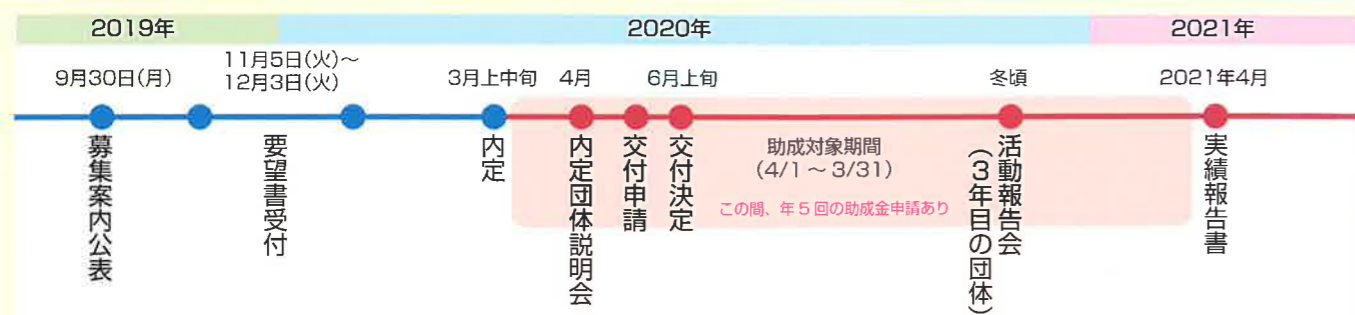 2019年
2020年
2021年
9月30日(月)
11月5日(火)～
12月3日(火)
3月上中旬
4月
6月上旬
冬頃
2021年4月
募集案内公表
要望書受付
内定
内定団体説明会
交付申請
交付決定
助成対象期間
(4/1～3/31)
この間、年5回の助成金申請あり
活動報告会
(3年目の団体)
実績報告書